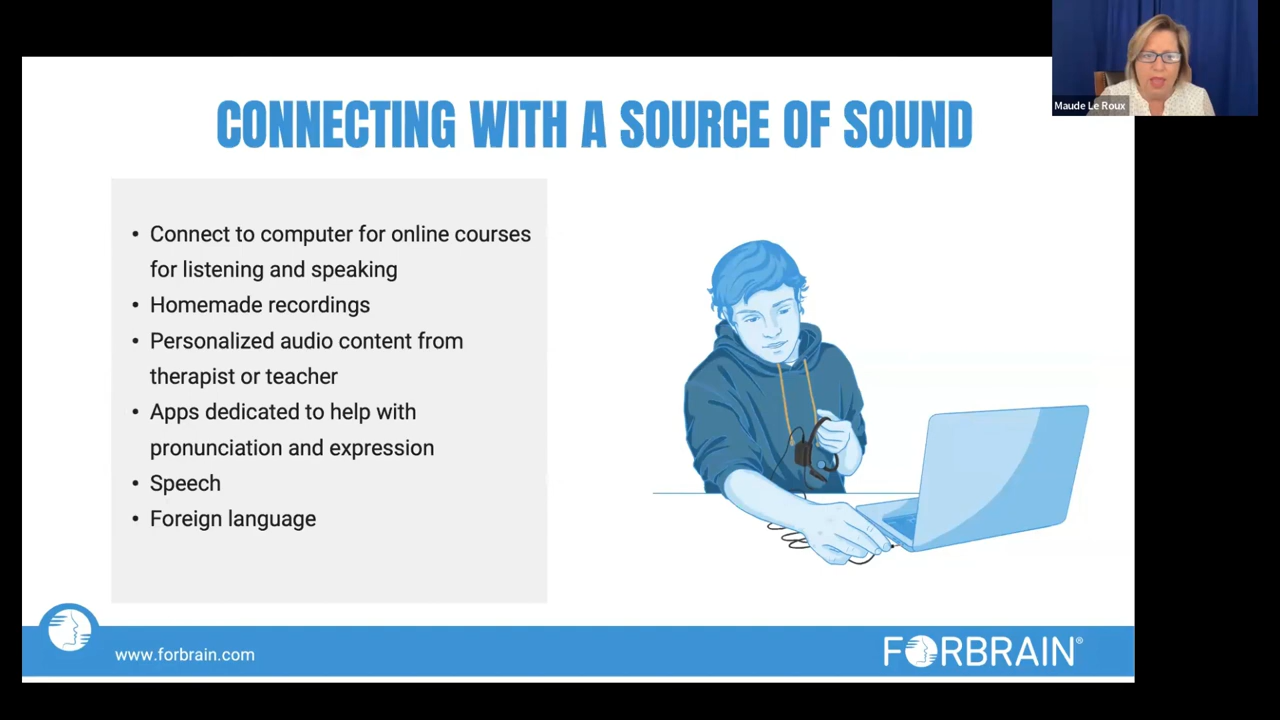 Maude Le Roux
CONNECTING WITH A SOURCE OF SOUND
• Connect to computer for online courses
for listening and speaking
• Homemade recordings
• Personalized audio content from
therapist or teacher
• Apps dedicated to help with
pronunciation and expression
• Speech
• Foreign language
www.forbrain.com
FORBRAIN®